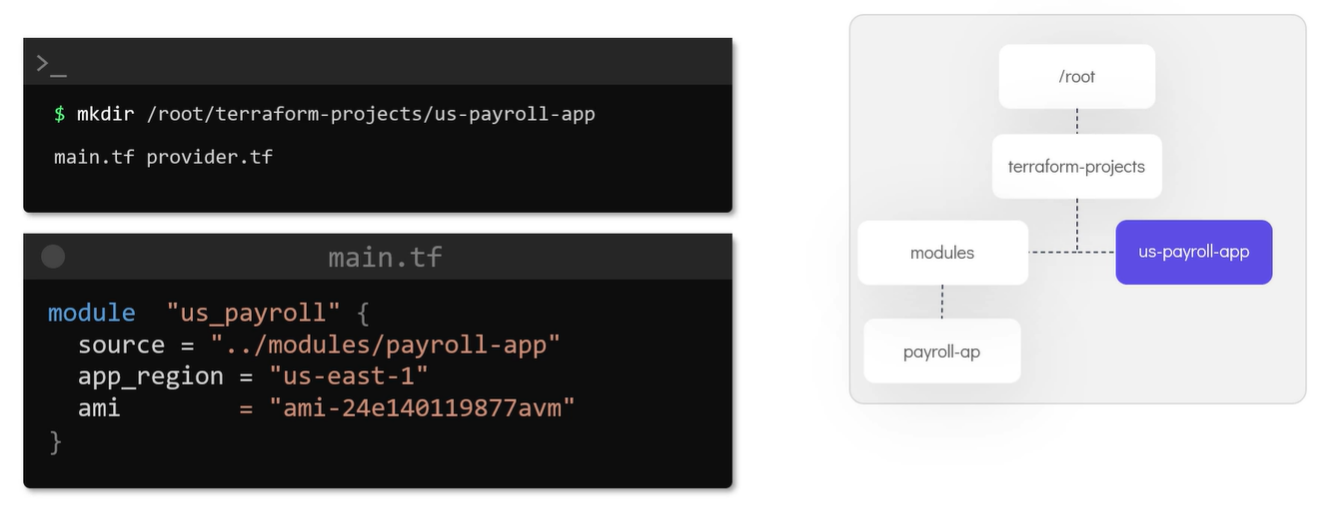 >_
$ mkdir /root/terraform-projects/us-payroll-app
main.tf provider.tf
main.tf
module "us_payroll" {
source = "../modules/payroll-app"
app_region = "us-east-1"
ami = "ami-24e140119877avm"
}
/root
terraform-projects
modules
us-payroll-app
payroll-ap